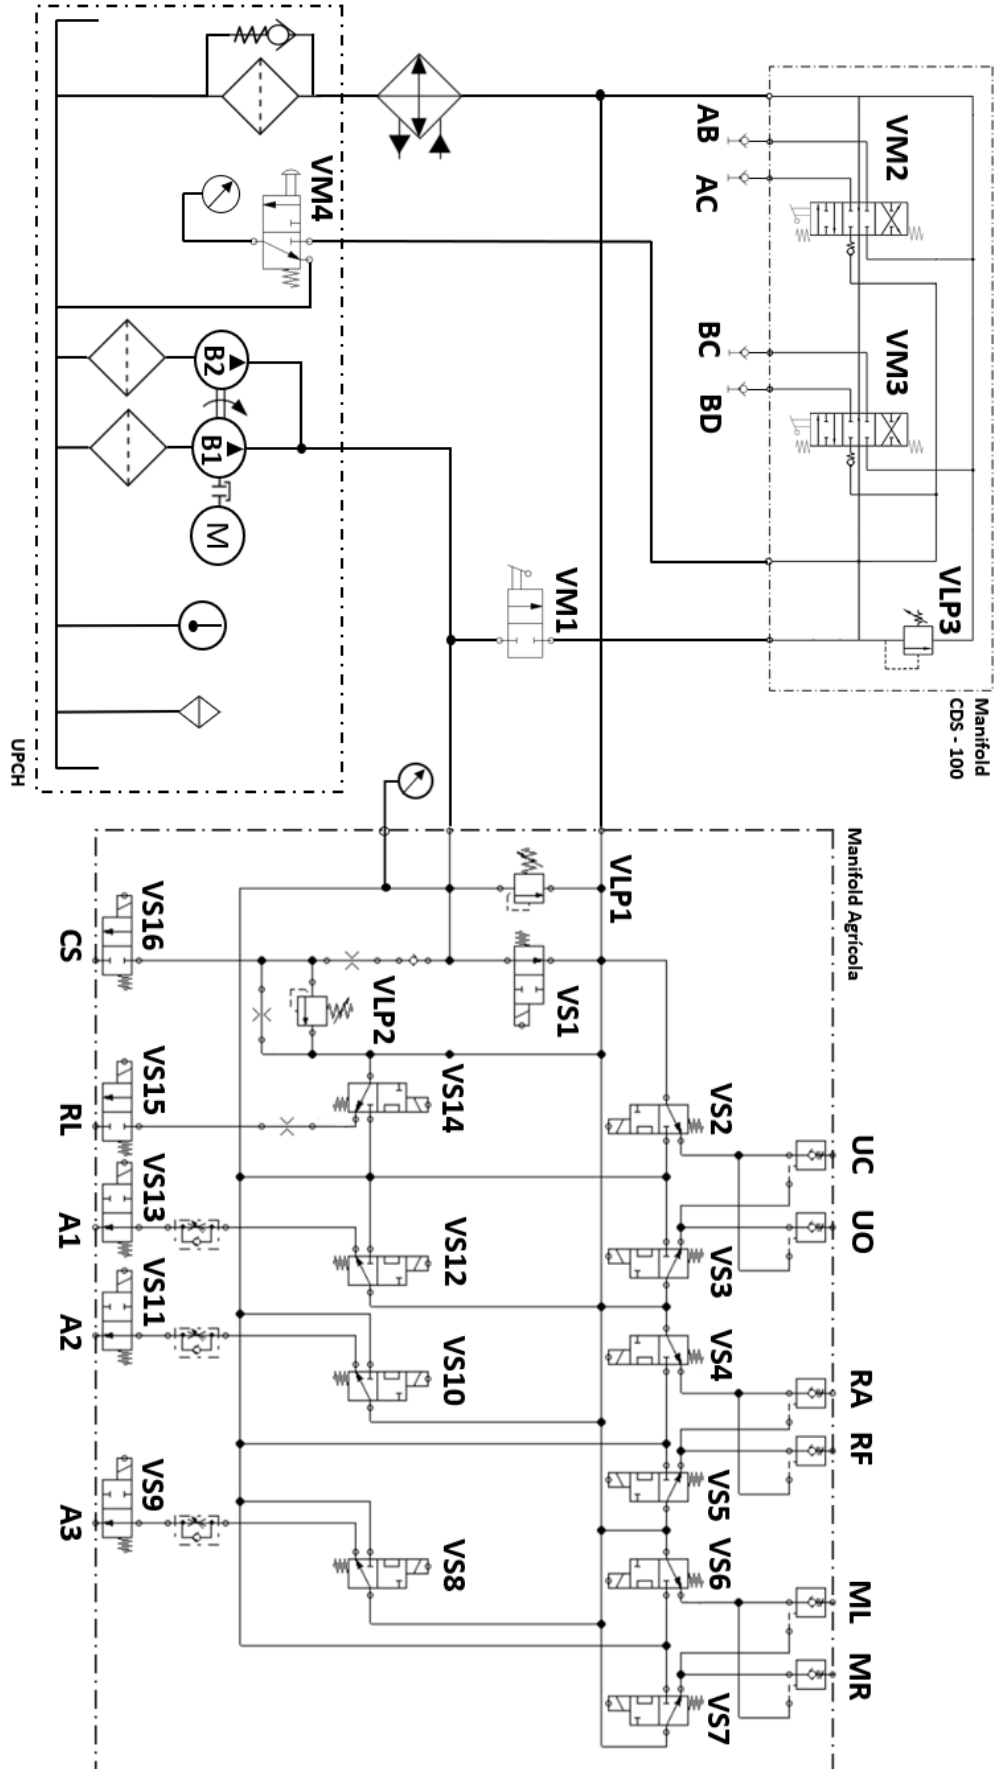 Manifold
CDS - 100
VM2
VM3
VLP3
AB
AC
BC
BD
VM1
VM4
B2
B1
M
UPCH
Manifold Agrícola
UC
UO
RA
RF
ML
MR
VLP1
VS1
VS2
VS3
VS4
VS5
VS6
VS7
VLP2
VS14
VS12
VS10
VS8
VS16
VS15
VS13
VS11
VS9
CS
RL
A1
A2
A3